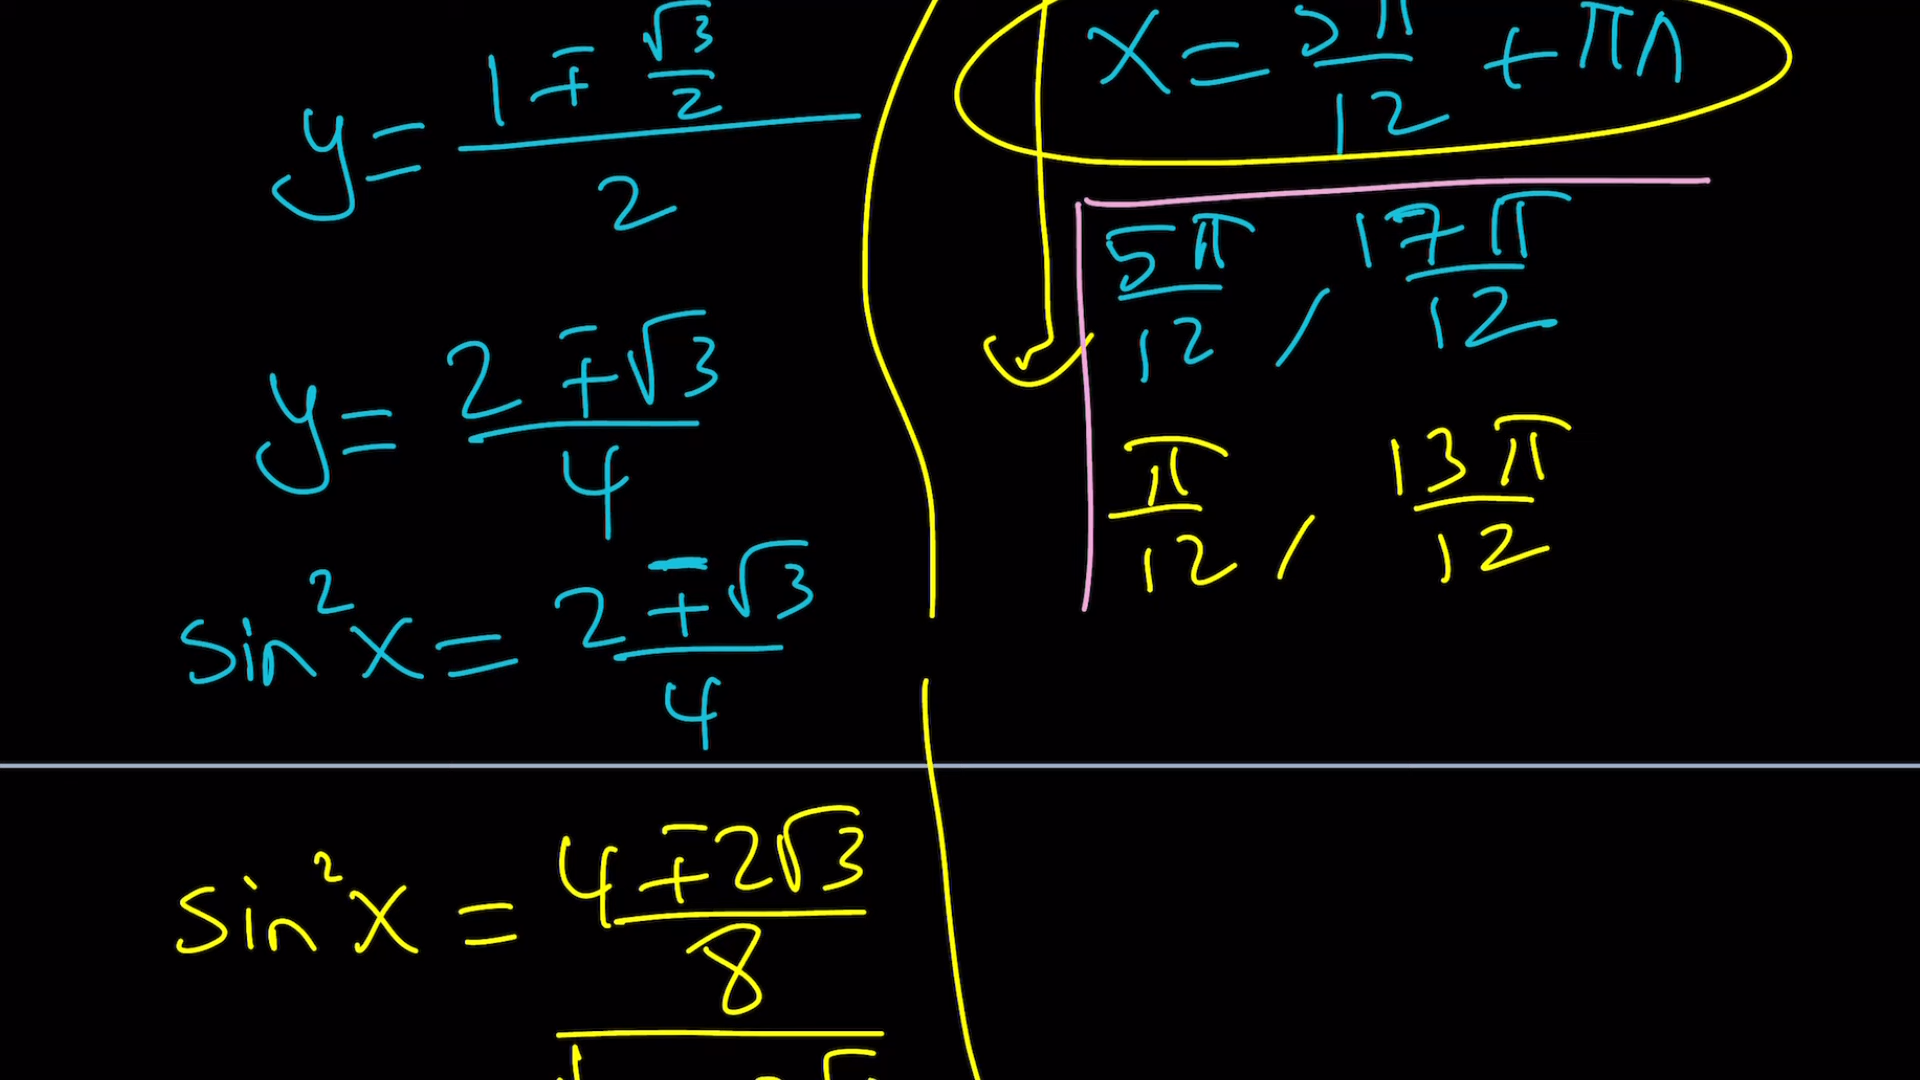 y = (1 ∓ √3/2)/2
y = (2 ∓ √3)/4
sin²x = (2 ∓ √3)/4
sin²x = (4 ∓ 2√3)/8
x = 5π/12 + πn
5π/12 , 17π/12
π/12 , 13π/12